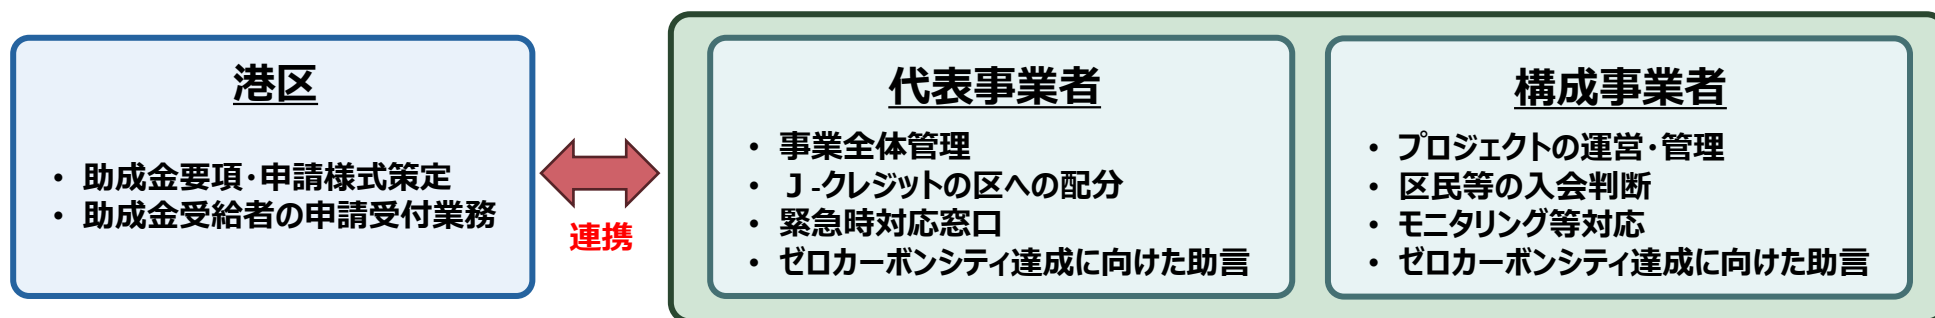 港区
• 助成金要項･申請様式策定
• 助成金受給者の申請受付業務
連携
代表事業者
• 事業全体管理
• Ｊ-クレジットの区への配分
• 緊急時対応窓口
• ゼロカーボンシティ達成に向けた助言
構成事業者
• プロジェクトの運営･管理
• 区民等の入会判断
• モニタリング等対応
• ゼロカーボンシティ達成に向けた助言